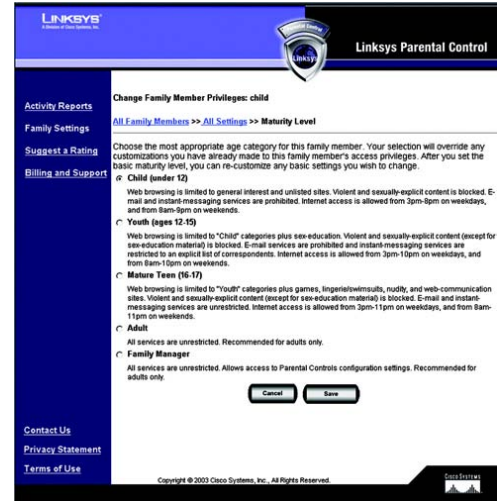 LINKSYS®
A Division of Cisco Systems, Inc.
Parental Control
Linksys
Linksys Parental Control
Activity Reports
Family Settings
Suggest a Rating
Billing and Support
Change Family Member Privileges: child
All Family Members >> All Settings >> Maturity Level
Choose the most appropriate age category for this family member. Your selection will override any
customizations you have already made to this family member's access privileges. After you set the
basic maturity level, you can re-customize any basic settings you wish to change.
Child (under 12)
Web browsing is limited to general interest and unlisted sites. Violent and sexually-explicit content is blocked. E-
mail and instant-messaging services are prohibited. Internet access is allowed from 3pm-8pm on weekdays,
and from 8am-9pm on weekends.
Youth (ages 12-15)
Web browsing is limited to "Child" categories plus sex-education. Violent and sexually-explicit content (except for
sex-education material) is blocked. E-mail services are prohibited and instant-messaging services are
restricted to an explicit list of correspondents. Internet access is allowed from 3pm-10pm on weekdays, and
from 8am-10pm on weekends.
Mature Teen (16-17)
Web browsing is limited to "Youth" categories plus games, lingerie/swimsuits, nudity, and web-communication
sites. Violent and sexually-explicit content (except for sex-education material) is blocked. E-mail and instant-
messaging services are unrestricted. Internet access is allowed from 3pm-11pm on weekdays, and from 8am-
11pm on weekends.
Adult
All services are unrestricted. Recommended for adults only.
Family Manager
All services are unrestricted. Allows access to Parental Controls configuration settings. Recommended for
adults only.
Cancel
Save
Contact Us
Privacy Statement
Terms of Use
Copyright © 2003 Cisco Systems, Inc., All Rights Reserved.
CISCO SYSTEMS